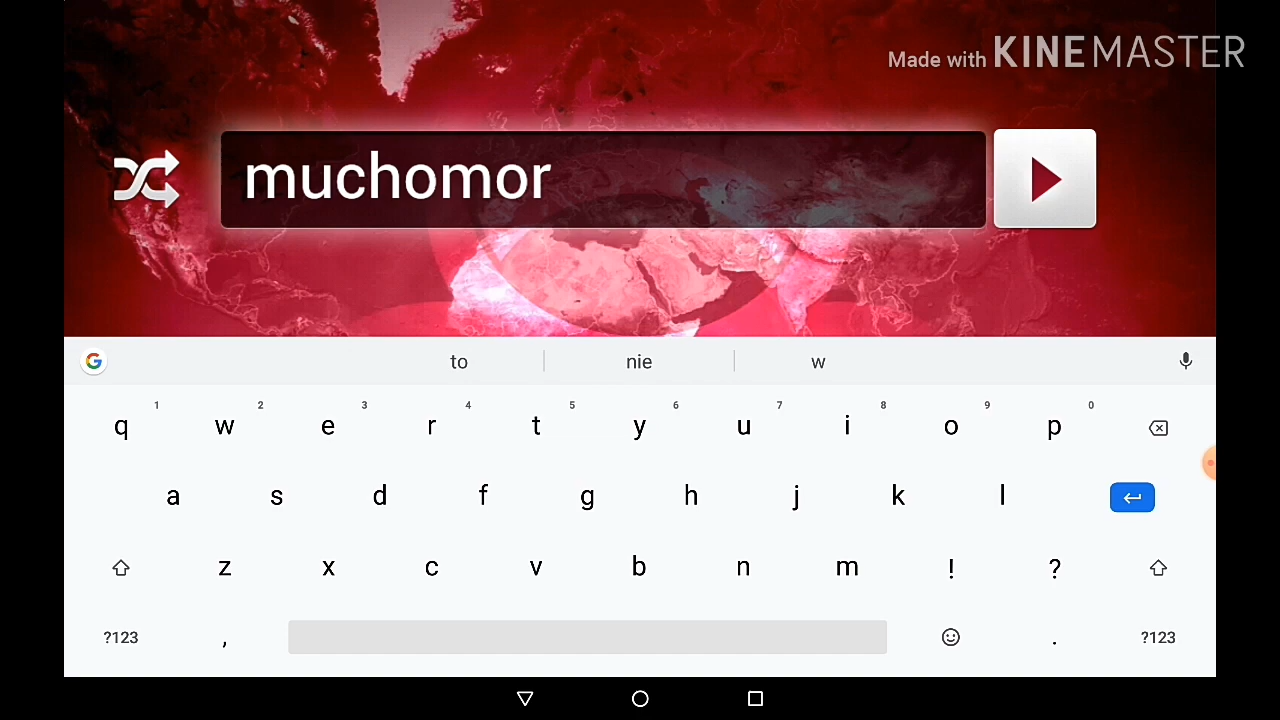 Made with KINEMASTER
muchomor
to nie w
1 2 3 4 5 6 7 8 9 0
q w e r t y u i o p
a s d f g h j k l
z x c v b n m ! ?
?123 , . ?123